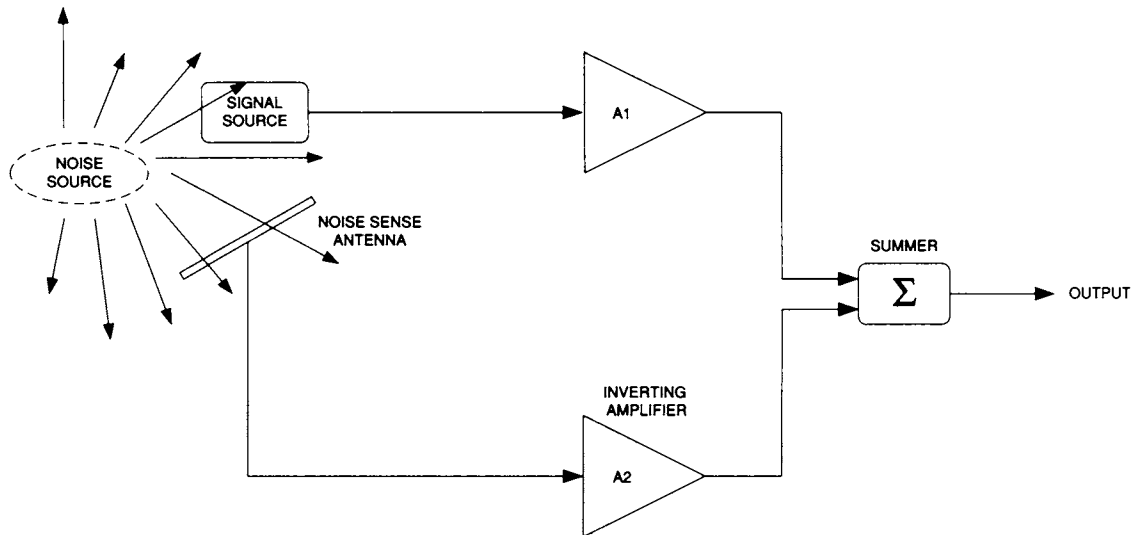 SIGNAL
SOURCE
A1
NOISE
SOURCE
NOISE SENSE
ANTENNA
SUMMER
Σ
OUTPUT
INVERTING
AMPLIFIER
A2